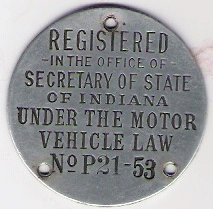 REGISTERED
-IN THE OFFICE OF-
SECRETARY OF STATE
OF INDIANA
UNDER THE MOTOR
VEHICLE LAW
No P21-53